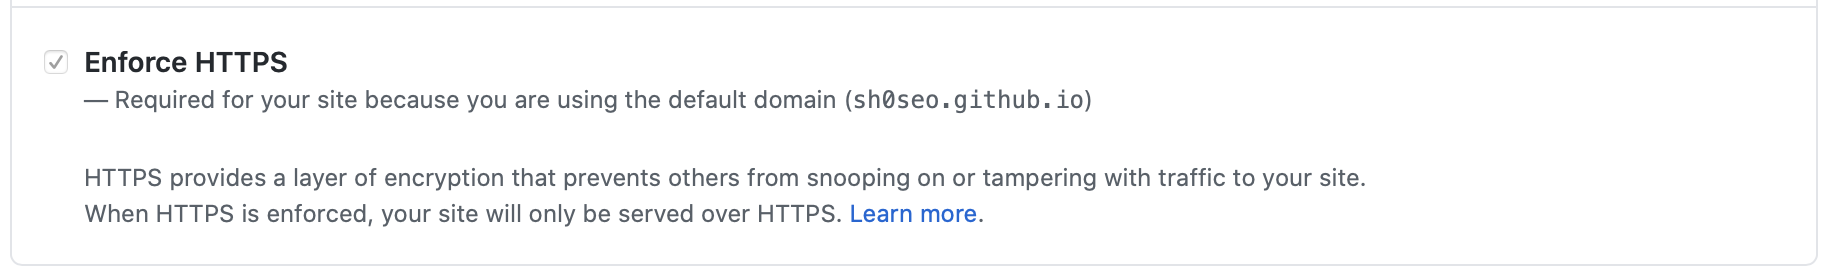 Enforce HTTPS
— Required for your site because you are using the default domain (sh0seo.github.io)
HTTPS provides a layer of encryption that prevents others from snooping on or tampering with traffic to your site.
When HTTPS is enforced, your site will only be served over HTTPS. Learn more.